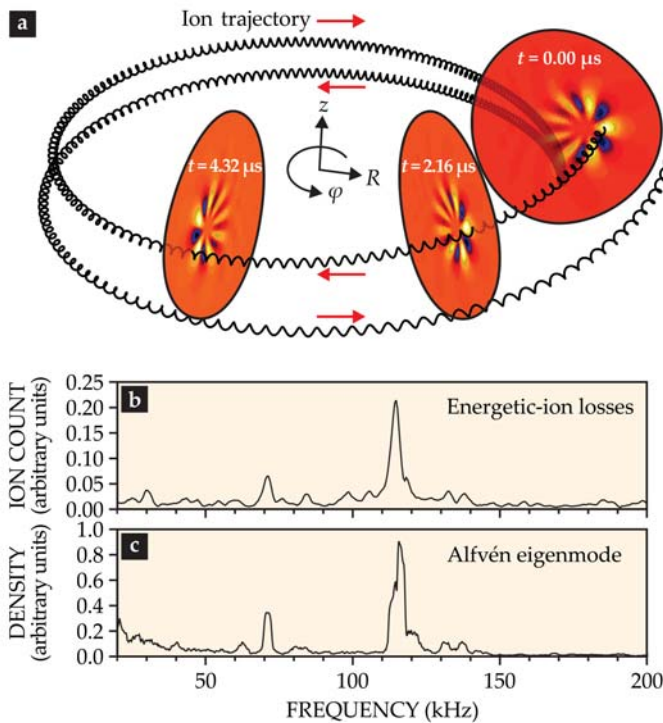 a
Ion trajectory
t = 0.00 μs
t = 4.32 μs
t = 2.16 μs
z
R
φ
b
Energetic-ion losses
ION COUNT
(arbitrary units)
0.25
0.20
0.15
0.10
0.05
0.00
c
Alfvén eigenmode
DENSITY
(arbitrary units)
1.0
0.8
0.6
0.4
0.2
0.0
50 100 150 200
FREQUENCY (kHz)